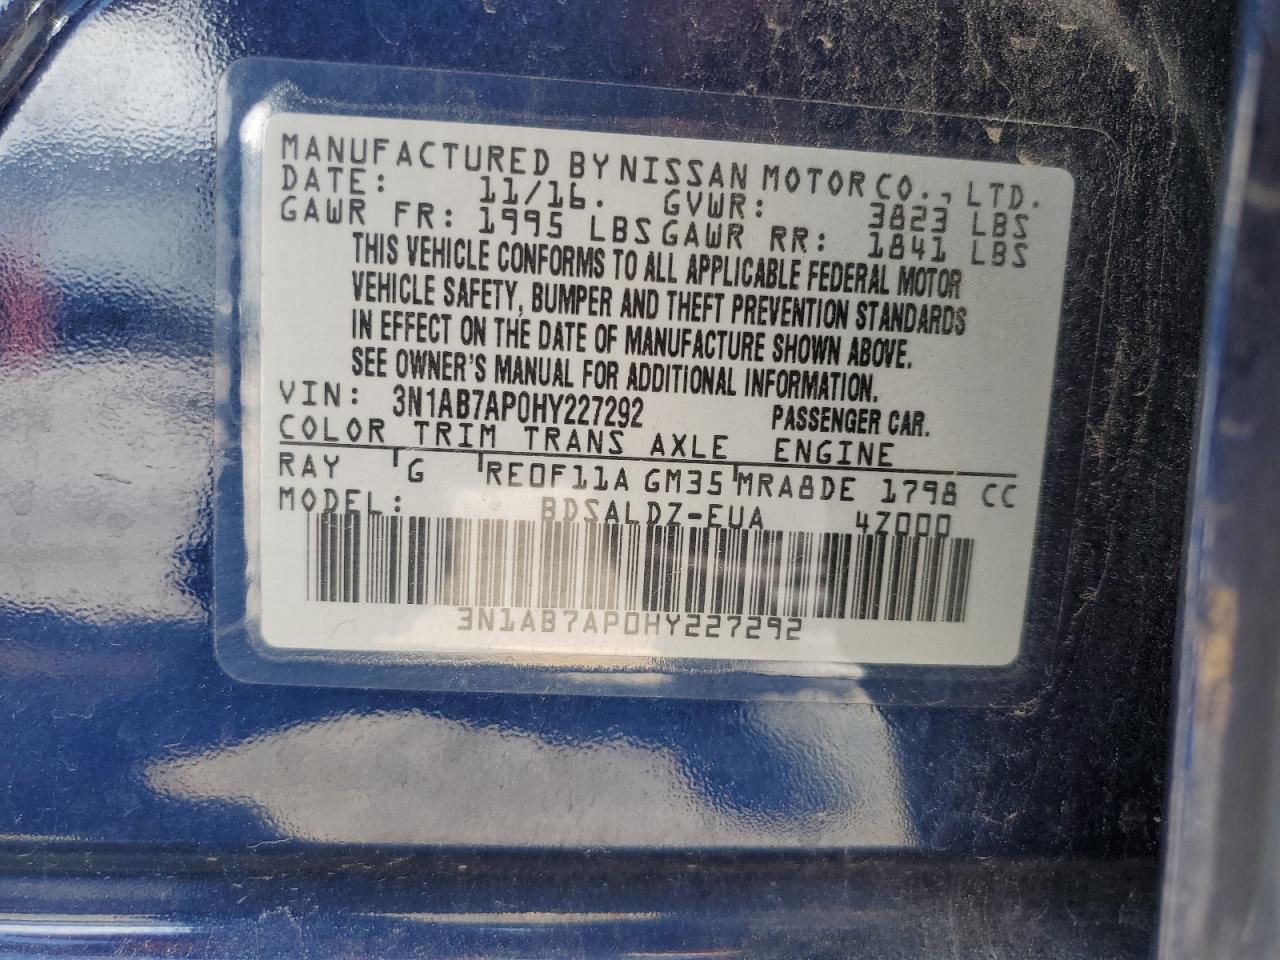 MANUFACTURED BY NISSAN MOTOR CO., LTD.
DATE: 11/16. GVWR: 3823 LBS
GAWR FR: 1995 LBS GAWR RR: 1841 LBS
THIS VEHICLE CONFORMS TO ALL APPLICABLE FEDERAL MOTOR
VEHICLE SAFETY, BUMPER AND THEFT PREVENTION STANDARDS
IN EFFECT ON THE DATE OF MANUFACTURE SHOWN ABOVE.
SEE OWNER'S MANUAL FOR ADDITIONAL INFORMATION.
VIN: 3N1AB7AP0HY227292 PASSENGER CAR.
COLOR TRIM TRANS AXLE ENGINE
RAY G RE0F11A GM35 MRA8DE 1798 CC
MODEL: BDSALDZ-EUA 4Z000
3N1AB7AP0HY227292